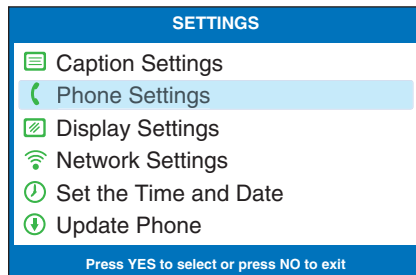 SETTINGS
Caption Settings
Phone Settings
Display Settings
Network Settings
Set the Time and Date
Update Phone
Press YES to select or press NO to exit